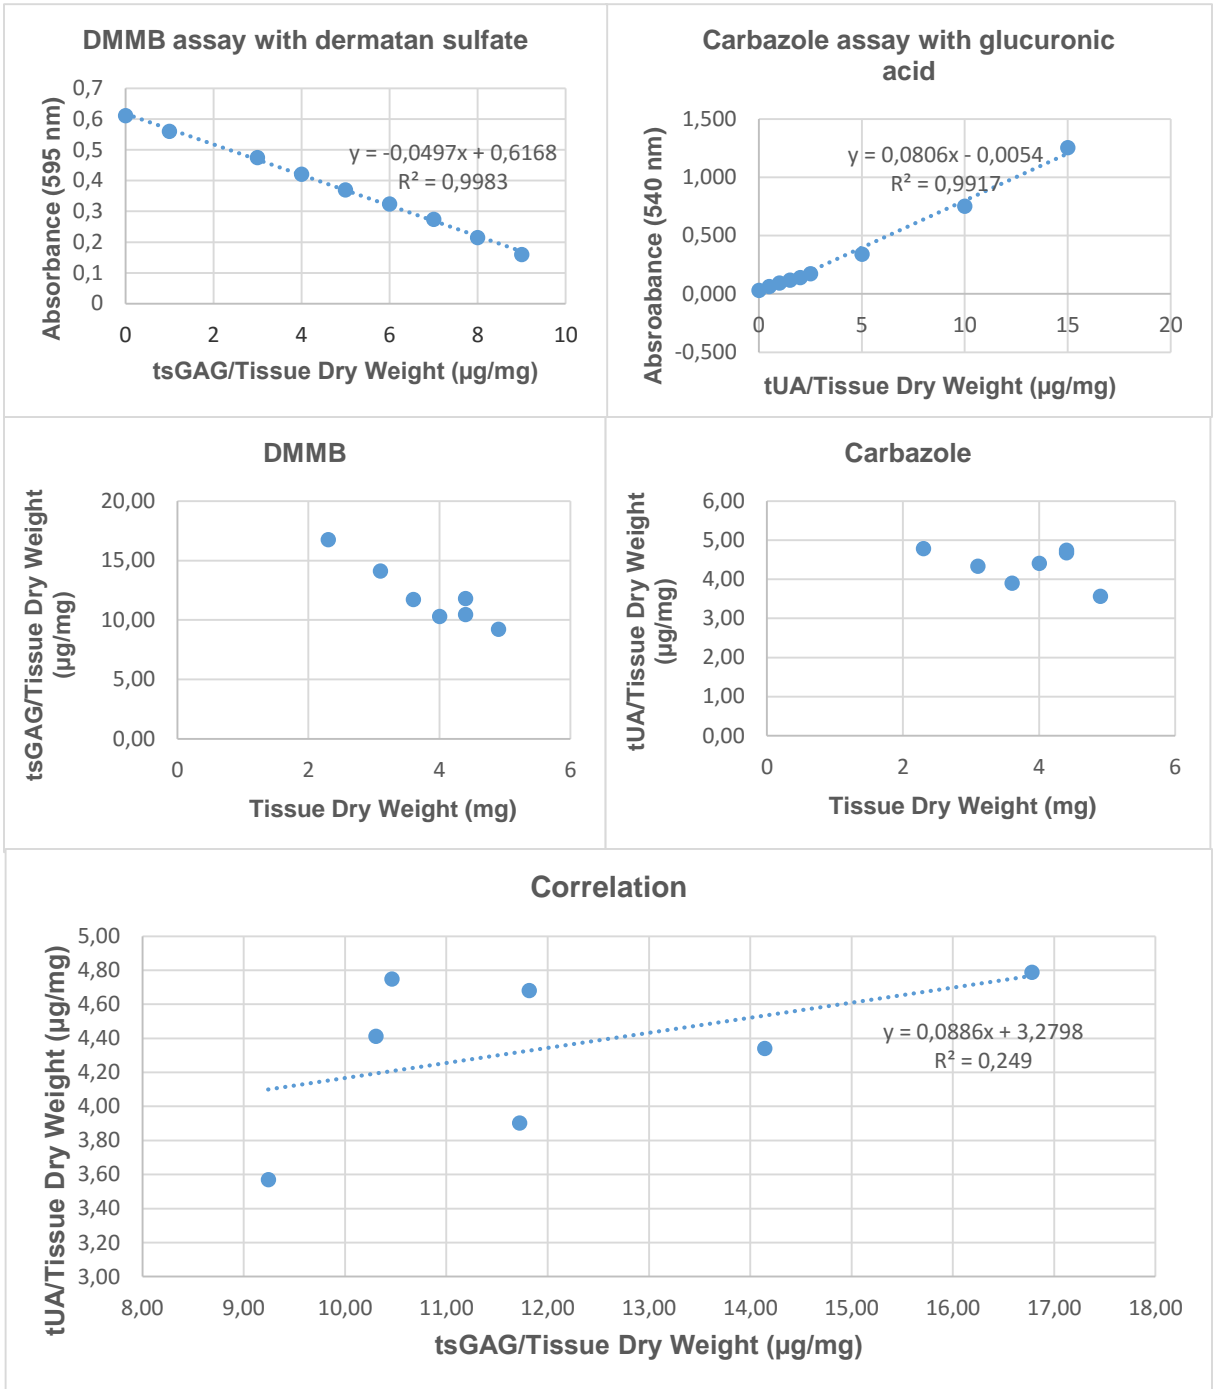 DMMB assay with dermatan sulfate
Absorbance (595 nm)
0,7
0,6
0,5
0,4
0,3
0,2
0,1
0
y = -0,0497x + 0,6168
R² = 0,9983
0 2 4 6 8 10
tsGAG/Tissue Dry Weight (µg/mg)
Carbazole assay with glucuronic
acid
Absroabance (540 nm)
1,500
1,000
0,500
0,000
-0,500
y = 0,0806x - 0,0054
R² = 0,9917
0 5 10 15 20
tUA/Tissue Dry Weight (µg/mg)
DMMB
tsGAG/Tissue Dry Weight
(µg/mg)
20,00
15,00
10,00
5,00
0,00
0 2 4 6
Tissue Dry Weight (mg)
Carbazole
tUA/Tissue Dry Weight
(µg/mg)
6,00
5,00
4,00
3,00
2,00
1,00
0,00
0 2 4 6
Tissue Dry Weight (mg)
Correlation
tUA/Tissue Dry Weight (µg/mg)
5,00
4,80
4,60
4,40
4,20
4,00
3,80
3,60
3,40
3,20
3,00
y = 0,0886x + 3,2798
R² = 0,249
8,00 9,00 10,00 11,00 12,00 13,00 14,00 15,00 16,00 17,00 18,00
tsGAG/Tissue Dry Weight (µg/mg)